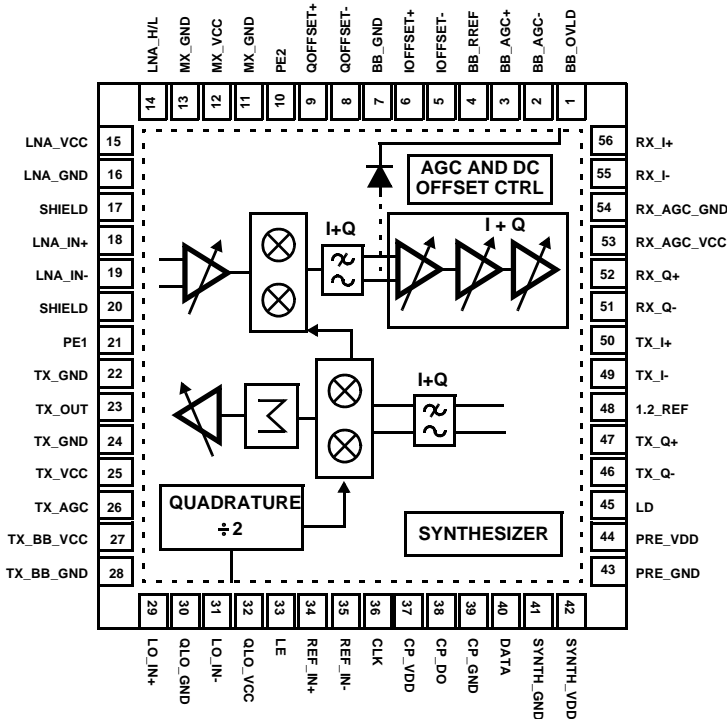 LNA_H/L
MX_GND
MX_VCC
MX_GND
PE2
QOFFSET+
QOFFSET-
BB_GND
IOFFSET+
IOFFSET-
BB_RREF
BB_AGC+
BB_AGC-
BB_OVLD
14
13
12
11
10
9
8
7
6
5
4
3
2
1
LNA_VCC 15
LNA_GND 16
SHIELD 17
LNA_IN+ 18
LNA_IN- 19
SHIELD 20
PE1 21
TX_GND 22
TX_OUT 23
TX_GND 24
TX_VCC 25
TX_AGC 26
TX_BB_VCC 27
TX_BB_GND 28
AGC AND DC
OFFSET CTRL
I+Q
I + Q
I+Q
Σ
QUADRATURE
÷2
SYNTHESIZER
56 RX_I+
55 RX_I-
54 RX_AGC_GND
53 RX_AGC_VCC
52 RX_Q+
51 RX_Q-
50 TX_I+
49 TX_I-
48 1.2_REF
47 TX_Q+
46 TX_Q-
45 LD
44 PRE_VDD
43 PRE_GND
29
30
31
32
33
34
35
36
37
38
39
40
41
42
LO_IN+
QLO_GND
LO_IN-
QLO_VCC
LE
REF_IN+
REF_IN-
CLK
CP_VDD
CP_DO
CP_GND
DATA
SYNTH_GND
SYNTH_VDD